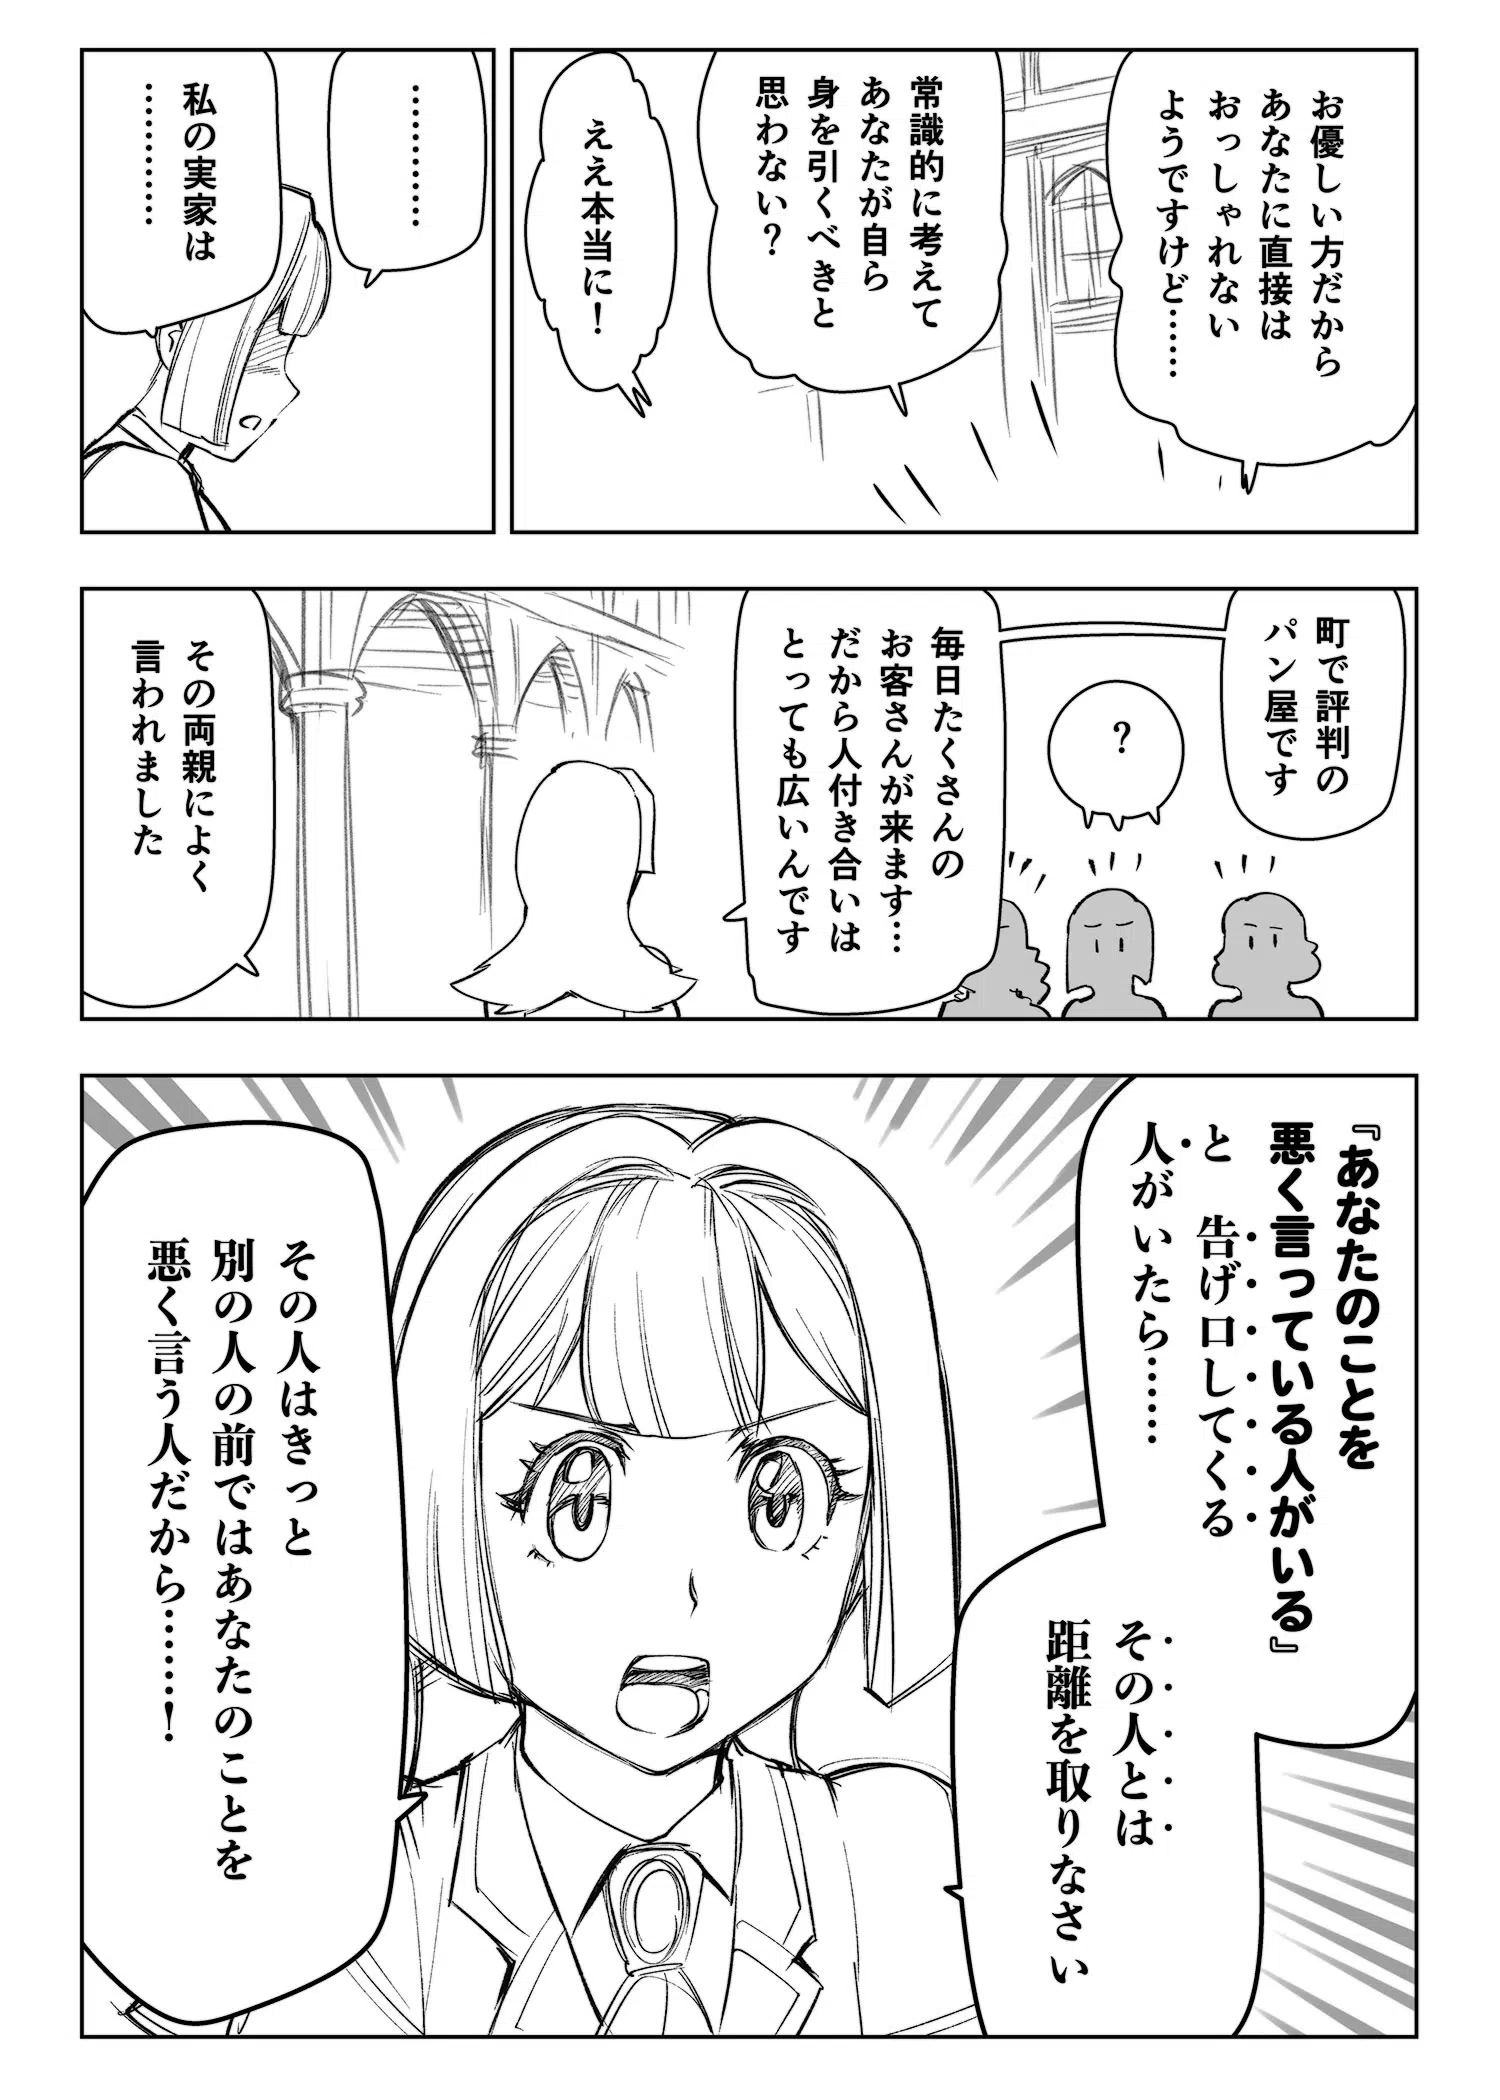 お優しい方だから
あなたに直接は
おっしゃれない
ようですけど……
常識的に考えて
あなたが自ら
身を引くべきと
思わない？
ええ本当に！
…………
私の実家は
…………
町で評判の
パン屋です
？
毎日たくさんの
お客さんが来ます…
だから人付き合いは
とっても広いんです
その両親によく
言われました
『あなたのことを
悪く言っている人がいる』
と　告げ口してくる
人がいたら……
その人とは
距離を取りなさい
その人はきっと
別の人の前ではあなたのことを
悪く言う人だから……！